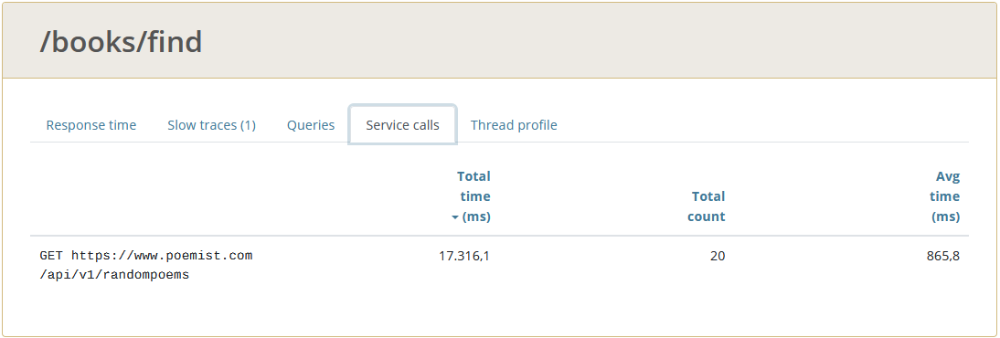 /books/find
Response time Slow traces (1) Queries Service calls Thread profile
Total time (ms) Total count Avg time (ms)
GET https://www.poemist.com 17.316,1 20 865,8
/api/v1/randompoems